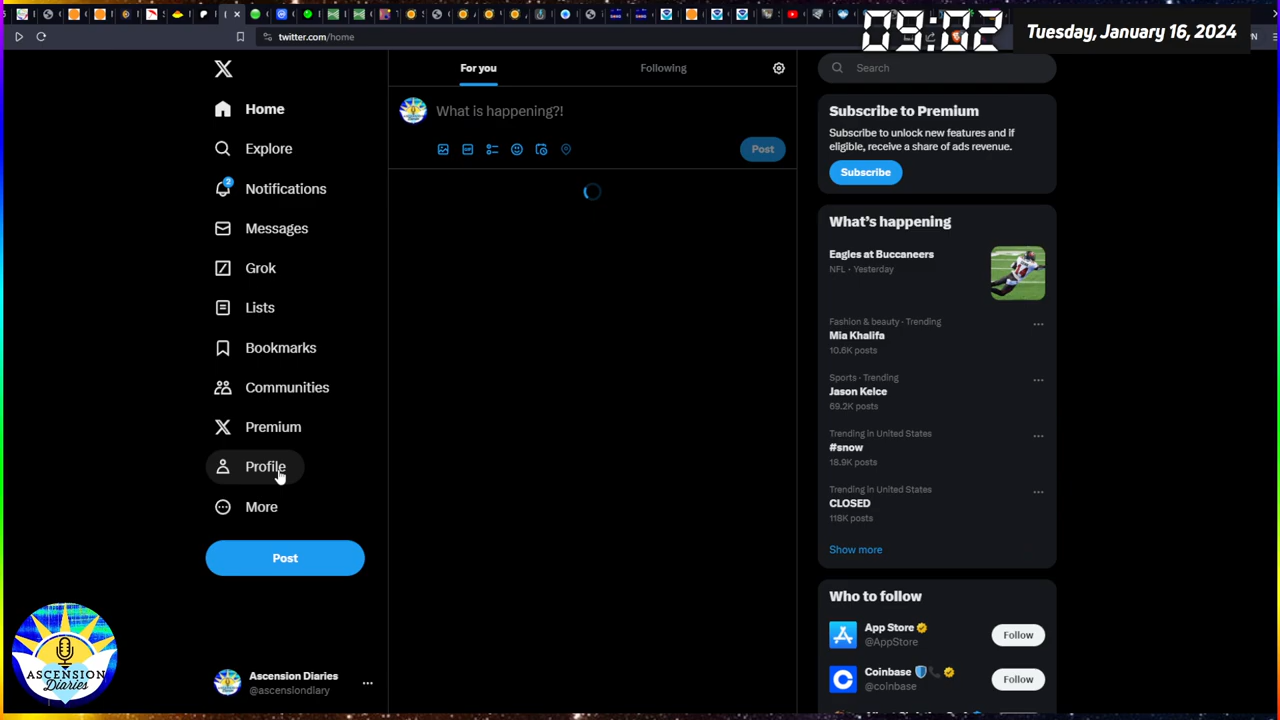 09:02
Tuesday, January 16, 2024
twitter.com/home
Home
Explore
2
Notifications
Messages
Grok
Lists
Bookmarks
Communities
Premium
Profile
More
Post
Ascension Diaries
@ascensiondiary
ASCENSION
Diaries
For you
Following
What is happening?!
Post
Search
Subscribe to Premium
Subscribe to unlock new features and if
eligible, receive a share of ads revenue.
Subscribe
What's happening
Eagles at Buccaneers
NFL · Yesterday
Fashion & beauty · Trending
Mia Khalifa
10.6K posts
Sports · Trending
Jason Kelce
69.2K posts
Trending in United States
#snow
18.9K posts
Trending in United States
CLOSED
118K posts
Show more
Who to follow
App Store
@AppStore
Follow
Coinbase
@coinbase
Follow